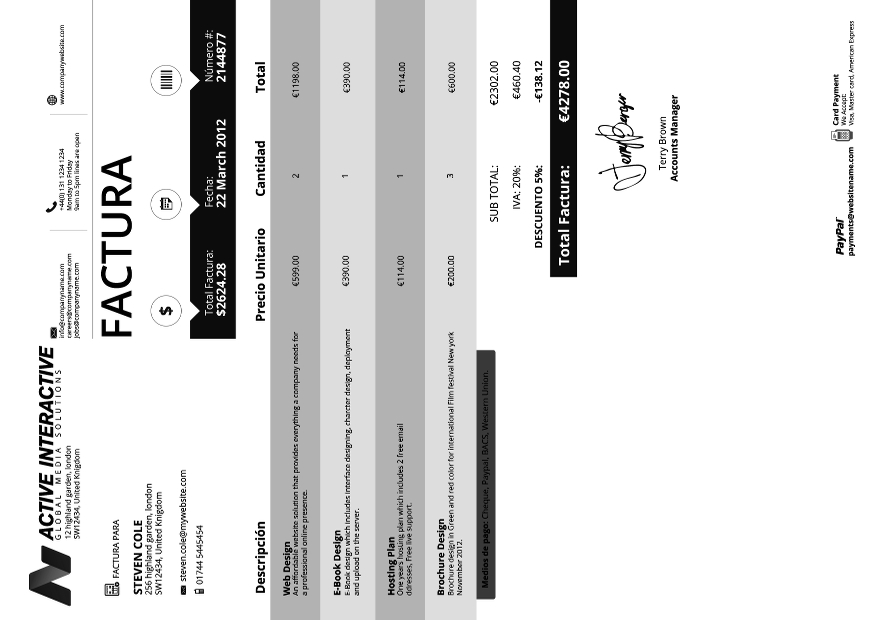 ACTIVE INTERACTIVE
GLOBAL MEDIA SOLUTIONS
12 highland garden, london
SW12434, United Kngidom
info@companyname.com
careers@companyname.com
jobs@companyname.com
+44(0) 131 1234 1234
Monday to Friday
9am to 5pm lines are open
www.companywebsite.com
FACTURA PARA
STEVEN COLE
256 highland garden, london
SW12434, United Kingdom
steven.cole@mywebsite.com
01744 5445454
FACTURA
$
Total Factura:
$2624.28
Fecha:
22 March 2012
Número #:
2144877
Descripción Precio Unitario Cantidad Total
Web Design
An affordable website solution that provides everything a company needs for
a professional online presence.
€599.00 2 €1198.00
E-Book Design
E-Book design which includes interface designing, charcter design, deployment
and upload on the server.
€390.00 1 €390.00
Hosting Plan
One years hosting plan which includes 2 free email
ddresses, Free live support.
€114.00 1 €114.00
Brochure Design
Brochure design in Green and red color for international Film festival New york
November 2012.
€200.00 3 €600.00
Medios de pago: Cheque, Paypal, BACS, Western Union.
SUB TOTAL: €2302.00
IVA: 20%: €460.40
DESCUENTO 5%: -€138.12
Total Factura: €4278.00
Terry Berger
Terry Brown
Accounts Manager
PayPal
payments@websitename.com
Card Payment
We Accept:
Visa, Master card, American Express